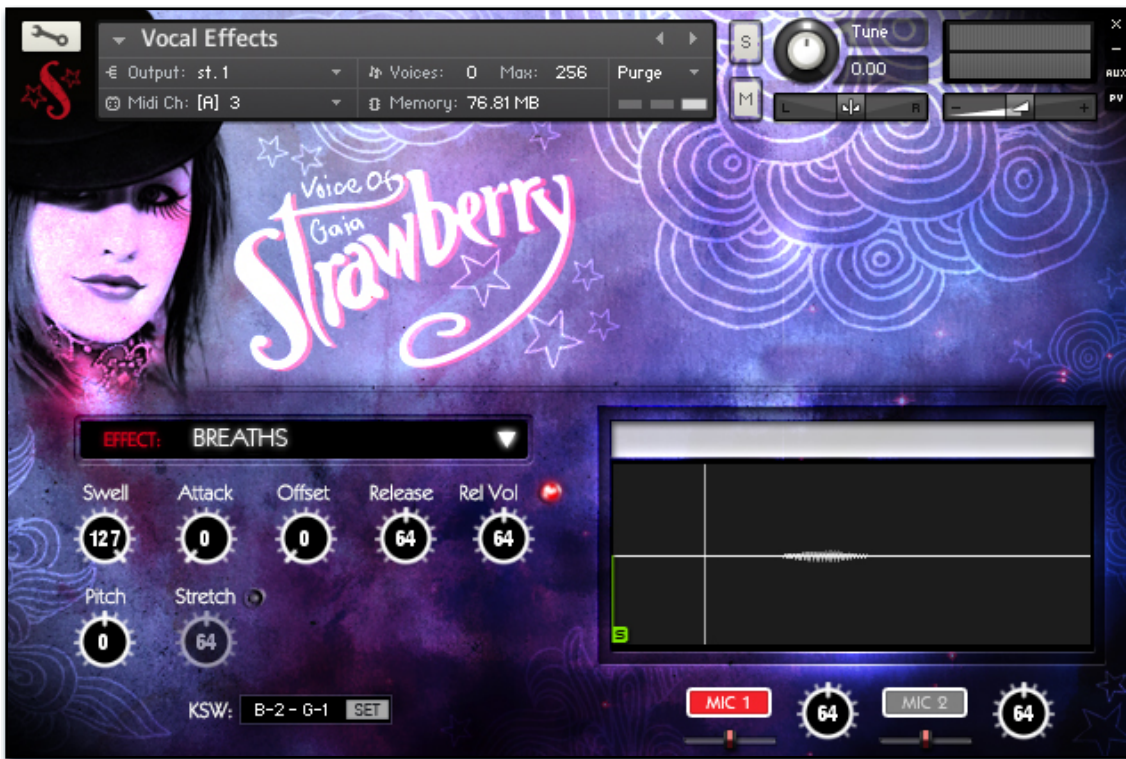 Vocal Effects
S
Tune
x
–
Output: st. 1
Voices: 0 Max: 256
Purge
0.00
AUX
Midi Ch: [A] 3
Memory: 76.81 MB
M
L
R
–
+
PV
Voice Of
Gaia
Strawberry
EFFECT: BREATHS
Swell
Attack
Offset
Release
Rel Vol
127
0
0
64
64
Pitch
Stretch
0
64
S
KSW: B-2 - G-1 SET
MIC 1
64
MIC 2
64